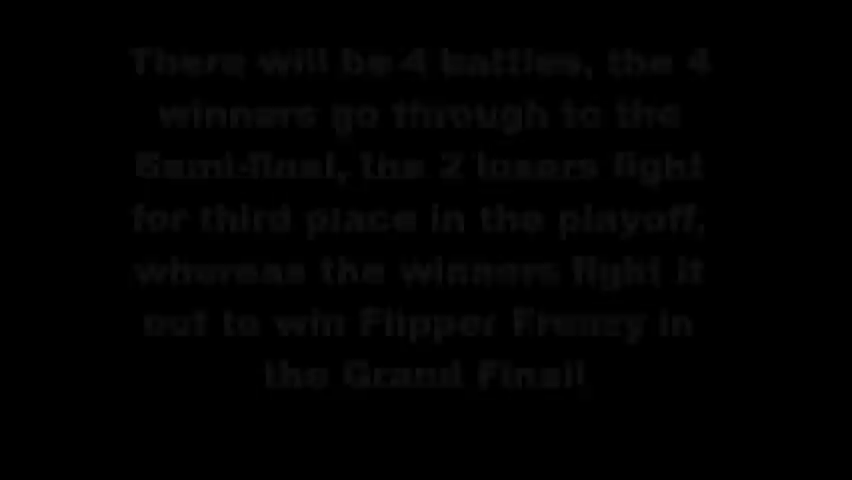 There will be 4 battles, the 4
winners go through to the
Semi-final, the 2 losers fight
for third place in the playoff,
whereas the winners fight it
out to win Flipper Frenzy in
the Grand Final!